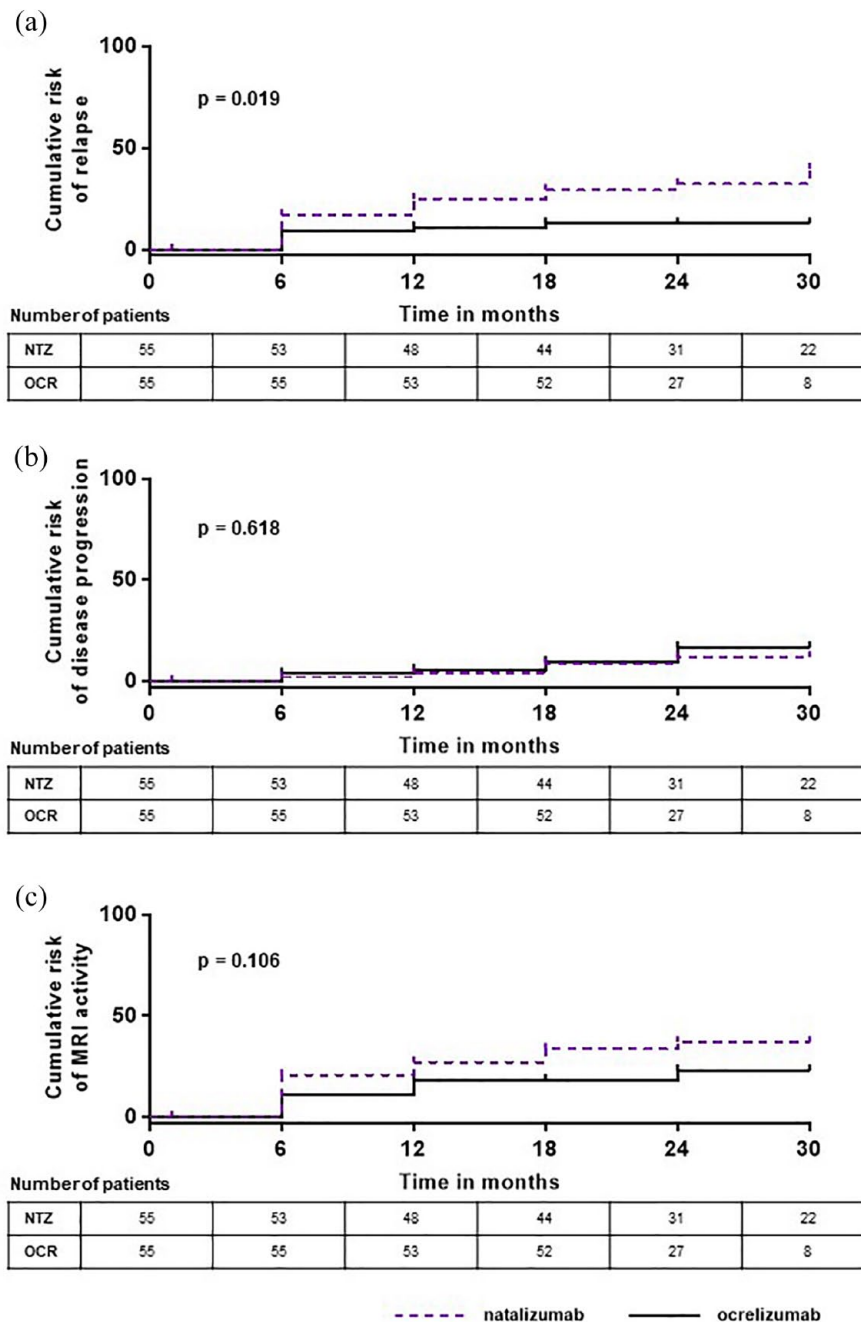 (a)
100
50
0
Cumulative risk
of relapse
p = 0.019
0 6 12 18 24 30
Number of patients Time in months
NTZ 55 53 48 44 31 22
OCR 55 55 53 52 27 8
(b)
100
50
0
Cumulative risk
of disease progression
p = 0.618
0 6 12 18 24 30
Number of patients Time in months
NTZ 55 53 48 44 31 22
OCR 55 55 53 52 27 8
(c)
100
50
0
Cumulative risk
of MRI activity
p = 0.106
0 6 12 18 24 30
Number of patients Time in months
NTZ 55 53 48 44 31 22
OCR 55 55 53 52 27 8
natalizumab ocrelizumab